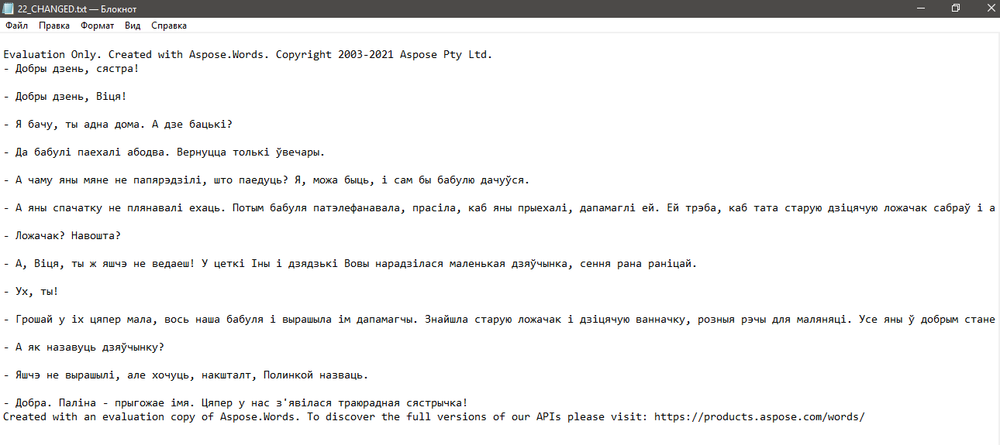 22_CHANGED.txt — Блокнот
Файл Правка Формат Вид Справка
Evaluation Only. Created with Aspose.Words. Copyright 2003-2021 Aspose Pty Ltd.
- Добры дзень, сястра!
- Добры дзень, Віця!
- Я бачу, ты адна дома. А дзе бацькі?
- Да бабулі паехалі абодва. Вернуцца толькі ўвечары.
- А чаму яны мяне не папярэдзілі, што паедуць? Я, можа быць, і сам бы бабулю дачуўся.
- А яны спачатку не плянавалі ехаць. Потым бабуля патэлефанавала, прасіла, каб яны прыехалі, дапамаглі ей. Ей трэба, каб тата старую дзіцячую ложачак сабраў і а
- Ложачак? Навошта?
- А, Віця, ты ж яшчэ не ведаеш! У цеткі Іны і дзядзькі Вовы нарадзілася маленькая дзяўчынка, сення рана раніцай.
- Ух, ты!
- Грошай у іх цяпер мала, вось наша бабуля і вырашыла ім дапамагчы. Знайшла старую ложачак і дзіцячую ванначку, розныя рэчы для маляняці. Усе яны ў добрым стане
- А як назавуць дзяўчынку?
- Яшчэ не вырашылі, але хочуць, накшталт, Полинкой назваць.
- Добра. Паліна - прыгожае імя. Цяпер у нас з'явілася траюрадная сястрычка!
Created with an evaluation copy of Aspose.Words. To discover the full versions of our APIs please visit: https://products.aspose.com/words/